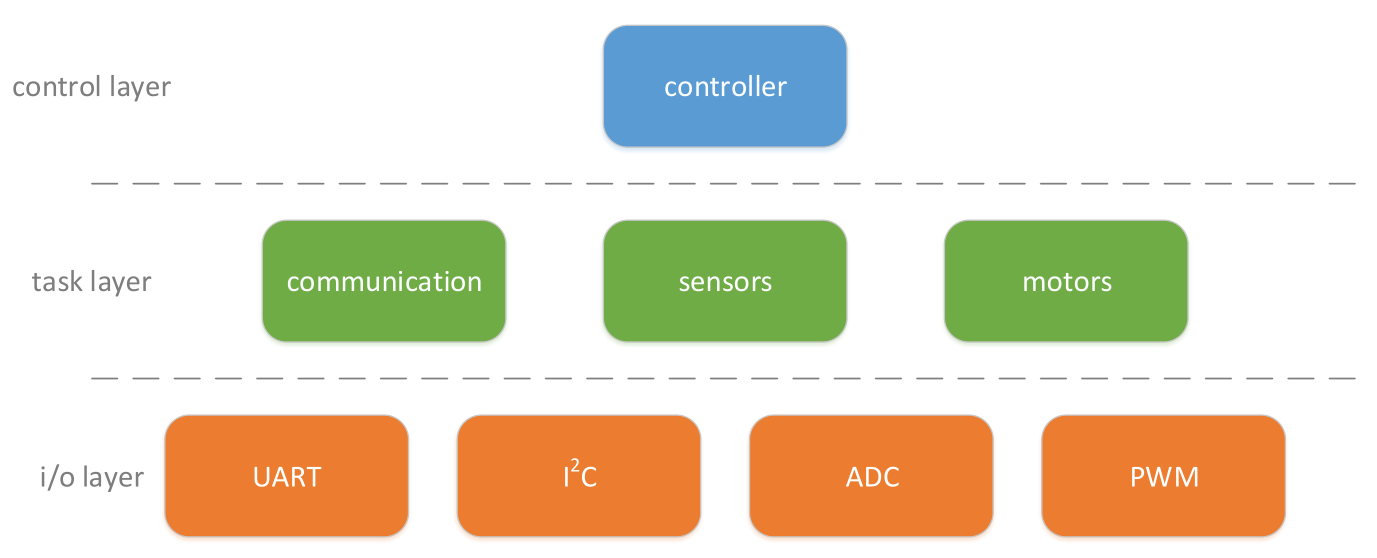 control layer
controller
task layer
communication
sensors
motors
i/o layer
UART
I²C
ADC
PWM